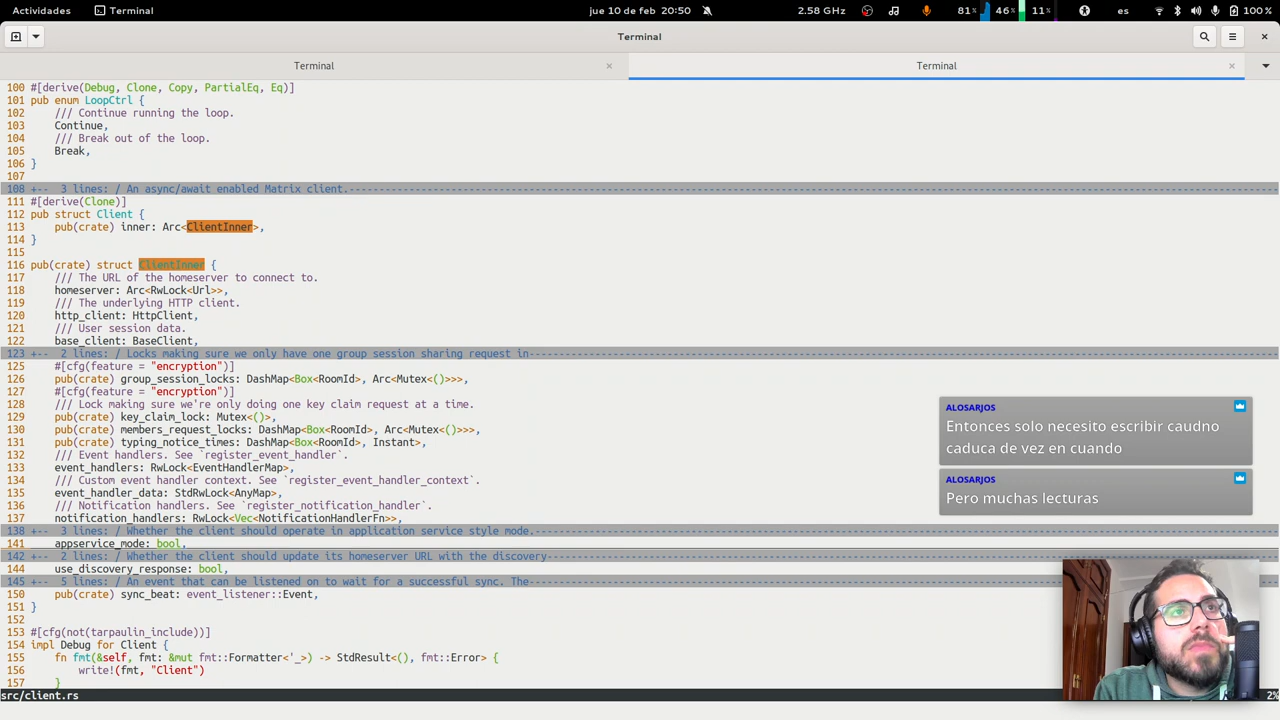 Actividades Terminal jue 10 de feb 20:50 2.58 GHz 81% 46% 11% es 100 %
Terminal
Terminal × Terminal ×
100 #[derive(Debug, Clone, Copy, PartialEq, Eq)]
101 pub enum LoopCtrl {
102     /// Continue running the loop.
103     Continue,
104     /// Break out of the loop.
105     Break,
106 }
107
108 +--  3 lines: / An async/await enabled Matrix client.--------------------------------
111 #[derive(Clone)]
112 pub struct Client {
113     pub(crate) inner: Arc<ClientInner>,
114 }
115
116 pub(crate) struct ClientInner {
117     /// The URL of the homeserver to connect to.
118     homeserver: Arc<RwLock<Url>>,
119     /// The underlying HTTP client.
120     http_client: HttpClient,
121     /// User session data.
122     base_client: BaseClient,
123 +--  2 lines: / Locks making sure we only have one group session sharing request in--------------------------------
125     #[cfg(feature = "encryption")]
126     pub(crate) group_session_locks: DashMap<Box<RoomId>, Arc<Mutex<()>>>,
127     #[cfg(feature = "encryption")]
128     /// Lock making sure we're only doing one key claim request at a time.
129     pub(crate) key_claim_lock: Mutex<()>,
130     pub(crate) members_request_locks: DashMap<Box<RoomId>, Arc<Mutex<()>>>,
131     pub(crate) typing_notice_times: DashMap<Box<RoomId>, Instant>,
132     /// Event handlers. See `register_event_handler`.
133     event_handlers: RwLock<EventHandlerMap>,
134     /// Custom event handler context. See `register_event_handler_context`.
135     event_handler_data: StdRwLock<AnyMap>,
136     /// Notification handlers. See `register_notification_handler`.
137     notification_handlers: RwLock<Vec<NotificationHandlerFn>>,
138 +--  3 lines: / Whether the client should operate in application service style mode.--------------------------------
141     appservice_mode: bool,
142 +--  2 lines: / Whether the client should update its homeserver URL with the discovery--------------------------------
144     use_discovery_response: bool,
145 +--  5 lines: / An event that can be listened on to wait for a successful sync. The--------------------------------
150     pub(crate) sync_beat: event_listener::Event,
151 }
152
153 #[cfg(not(tarpaulin_include))]
154 impl Debug for Client {
155     fn fmt(&self, fmt: &mut fmt::Formatter<'_>) -> StdResult<(), fmt::Error> {
156         write!(fmt, "Client")
157     }
src/client.rs 2%
ALOSARJOS
Entonces solo necesito escribir caudno
caduca de vez en cuando
ALOSARJOS
Pero muchas lecturas